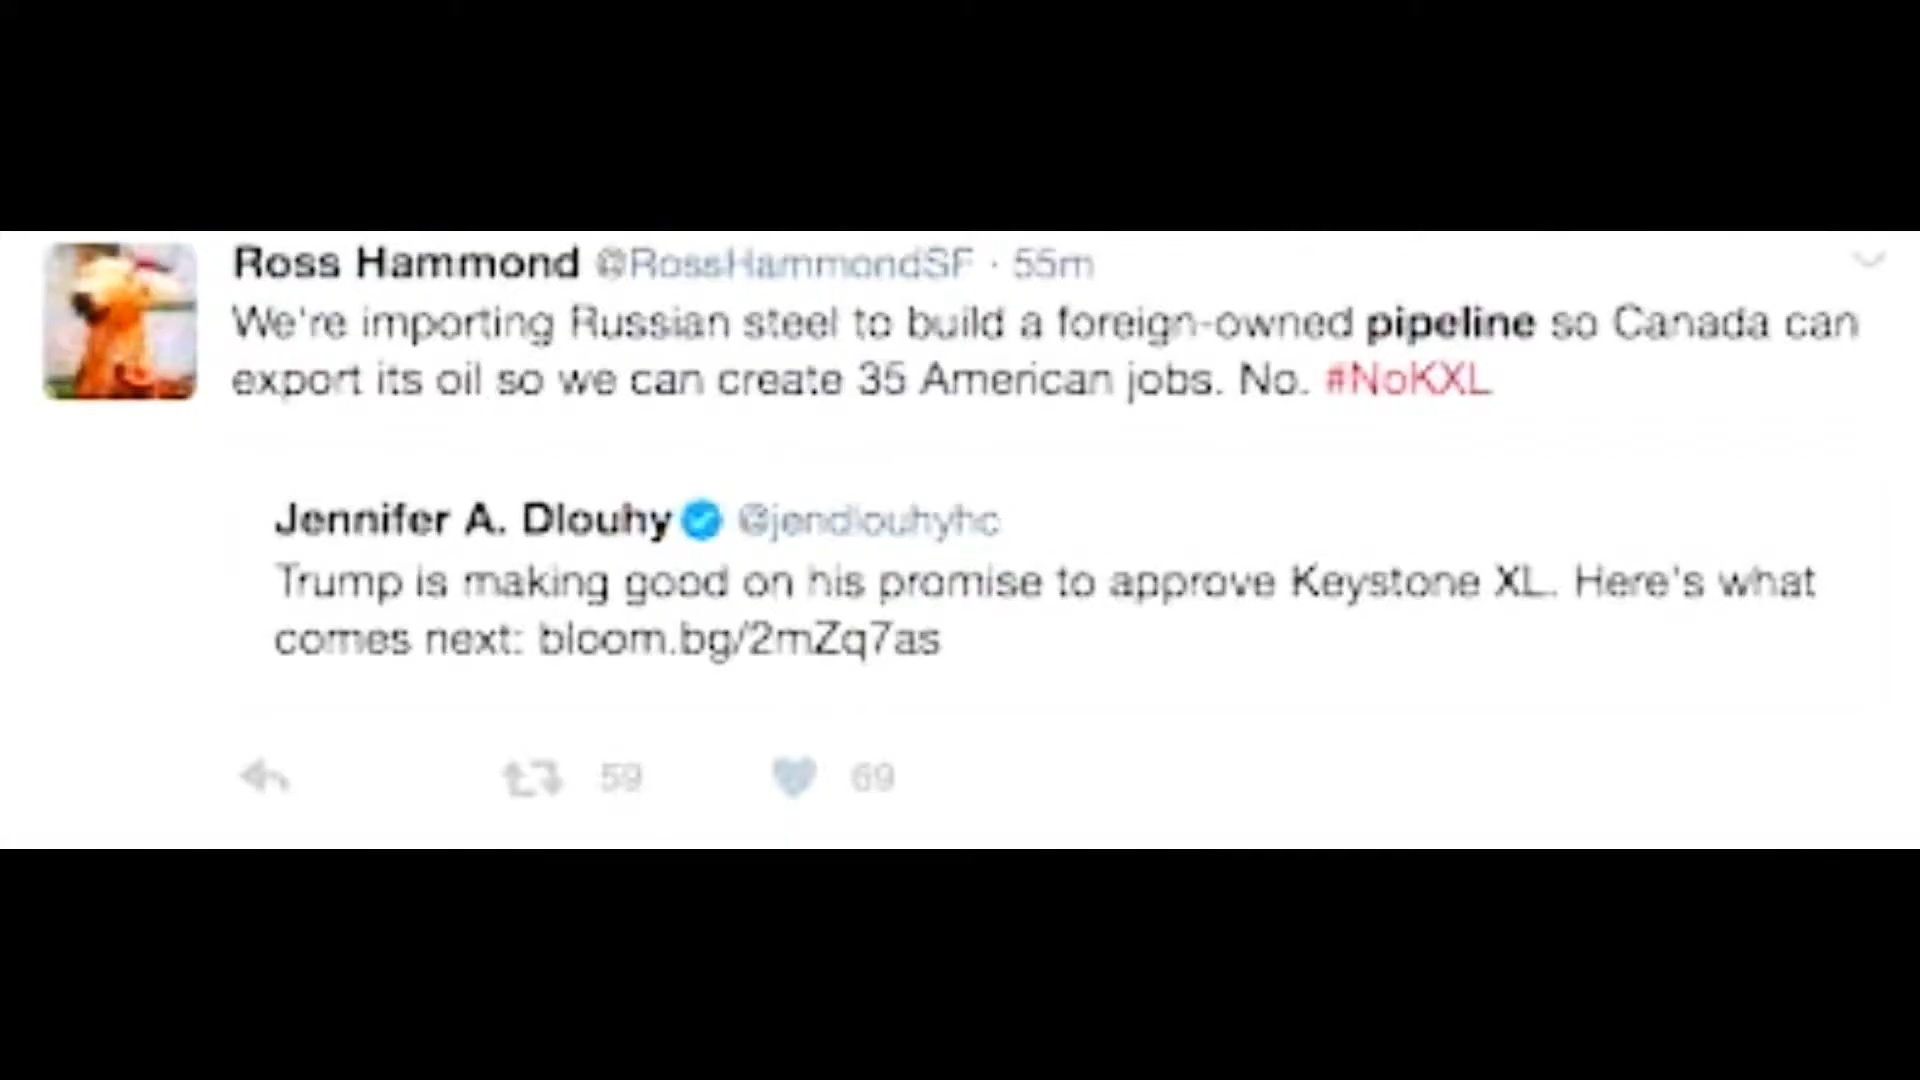 Ross Hammond @RossHammondSF · 55m
We're importing Russian steel to build a foreign-owned pipeline so Canada can
export its oil so we can create 35 American jobs. No. #NoKXL
Jennifer A. Dlouhy @jendlouhyhc
Trump is making good on his promise to approve Keystone XL. Here's what
comes next: bloom.bg/2mZq7as
59 69